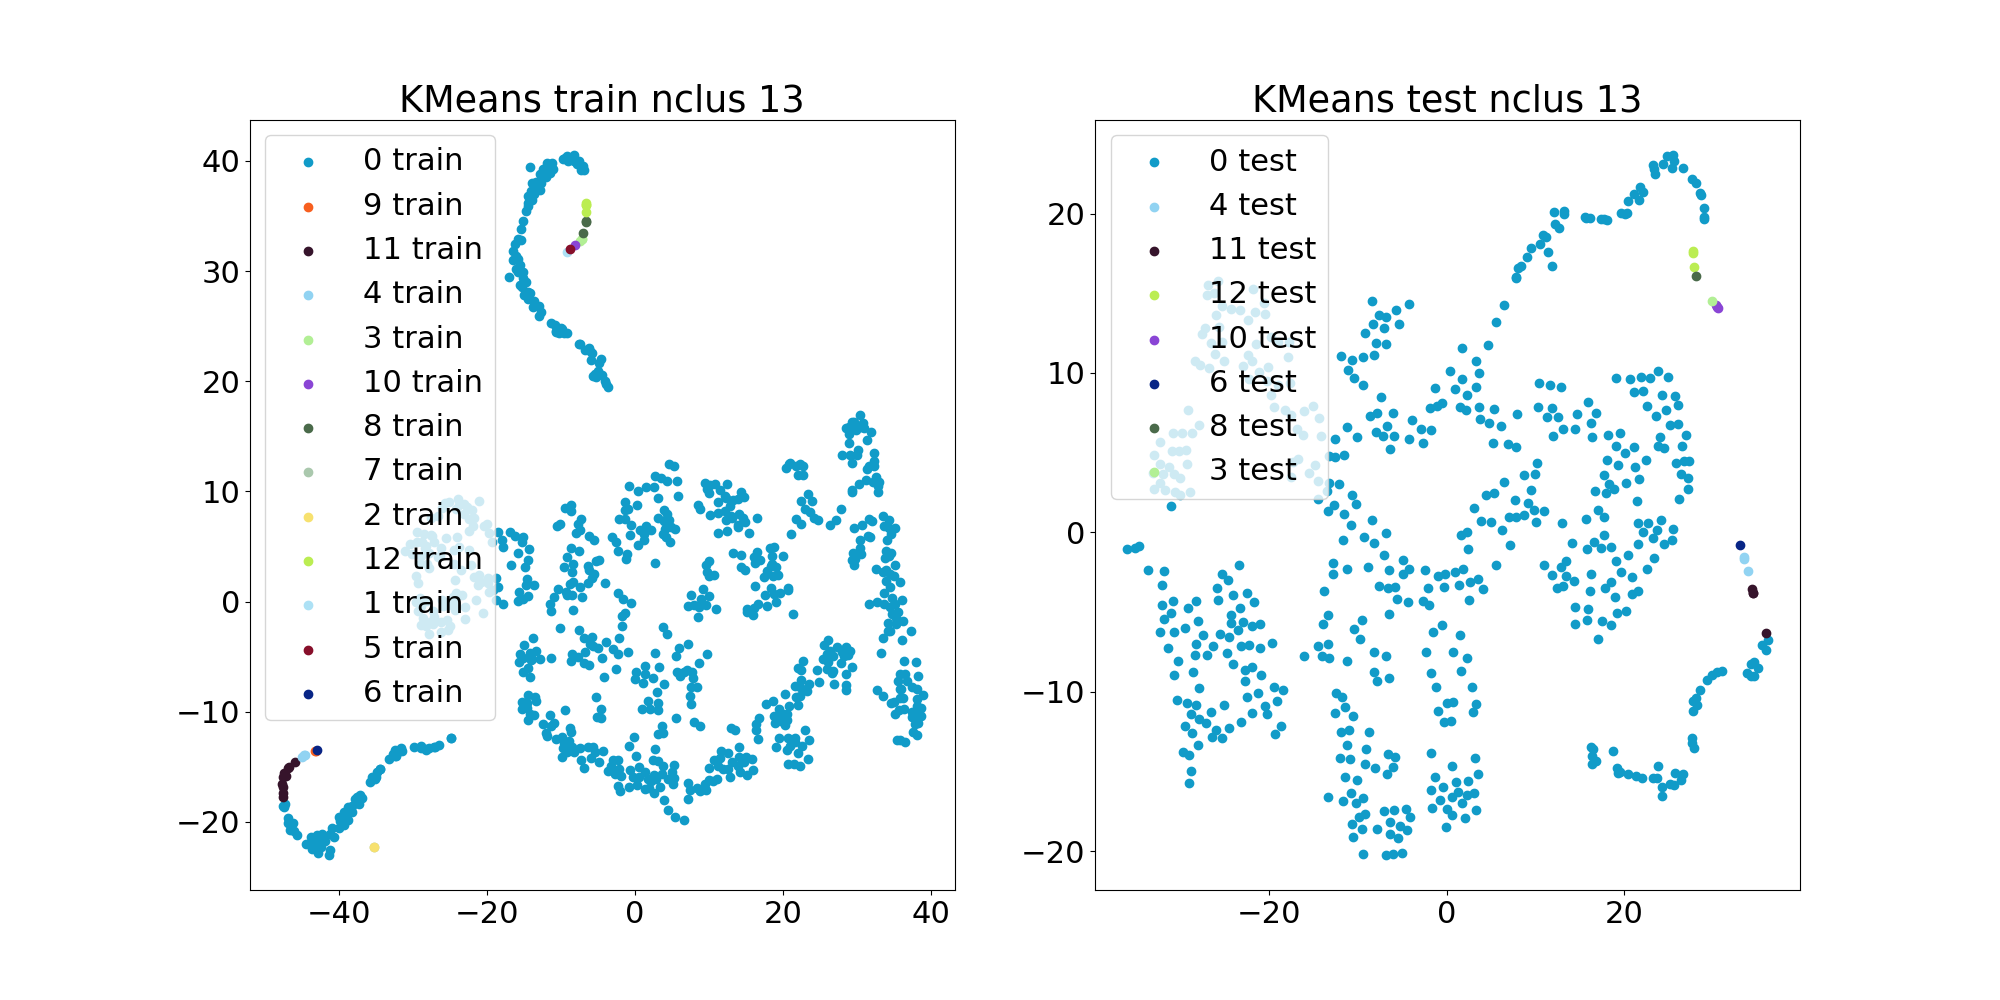 KMeans train nclus 13
40
30
20
10
0
−10
−20
−40
−20
0
20
40
0 train
9 train
11 train
4 train
3 train
10 train
8 train
7 train
2 train
12 train
1 train
5 train
6 train
KMeans test nclus 13
20
10
0
−10
−20
−20
0
20
0 test
4 test
11 test
12 test
10 test
6 test
8 test
3 test